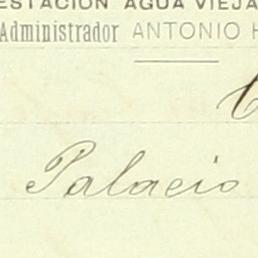 ESTACION AGUA VIEJA
Administrador ANTONIO
Palacio